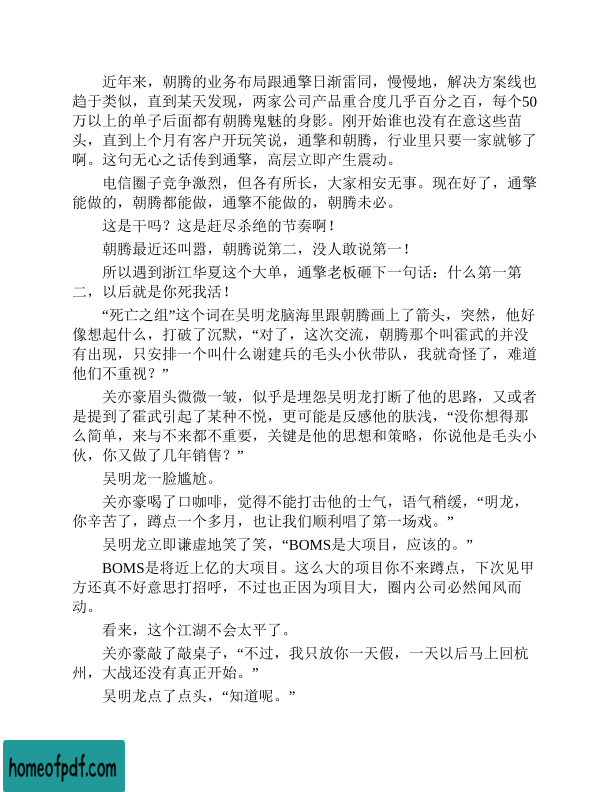 近年来，朝腾的业务布局跟通擎日渐雷同，慢慢地，解决方案线也
趋于类似，直到某天发现，两家公司产品重合度几乎百分之百，每个50
万以上的单子后面都有朝腾鬼魅的身影。刚开始谁也没有在意这些苗
头，直到上个月有客户开玩笑说，通擎和朝腾，行业里只要一家就够了
啊。这句无心之话传到通擎，高层立即产生震动。
电信圈子竞争激烈，但各有所长，大家相安无事。现在好了，通擎
能做的，朝腾都能做，通擎不能做的，朝腾未必。
这是干吗？这是赶尽杀绝的节奏啊！
朝腾最近还叫嚣，朝腾说第二，没人敢说第一！
所以遇到浙江华夏这个大单，通擎老板砸下一句话：什么第一第
二，以后就是你死我活！
“死亡之组”这个词在吴明龙脑海里跟朝腾画上了箭头，突然，他好
像想起什么，打破了沉默，“对了，这次交流，朝腾那个叫霍武的并没
有出现，只安排一个叫什么谢建兵的毛头小伙带队，我就奇怪了，难道
他们不重视？”
关亦豪眉头微微一皱，似乎是埋怨吴明龙打断了他的思路，又或者
是提到了霍武引起了某种不悦，更可能是反感他的肤浅，“没你想得那
么简单，来与不来都不重要，关键是他的思想和策略，你说他是毛头小
伙，你又做了几年销售？”
吴明龙一脸尴尬。
关亦豪喝了口咖啡，觉得不能打击他的士气，语气稍缓，“明龙，
你辛苦了，蹲点一个多月，也让我们顺利唱了第一场戏。”
吴明龙立即谦虚地笑了笑，“BOMS是大项目，应该的。”
BOMS是将近上亿的大项目。这么大的项目你不来蹲点，下次见甲
方还真不好意思打招呼，不过也正因为项目大，圈内公司必然闻风而
动。
看来，这个江湖不会太平了。
关亦豪敲了敲桌子，“不过，我只放你一天假，一天以后马上回杭
州，大战还没有真正开始。”
吴明龙点了点头，“知道呢。”
homeofpdf.com